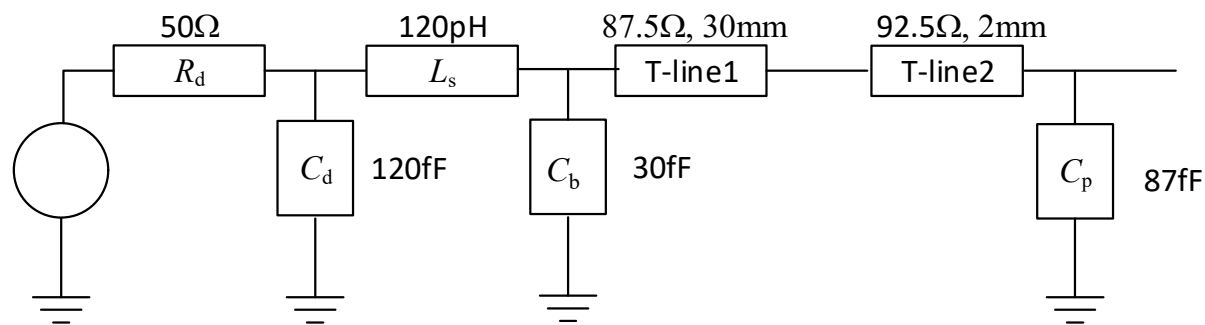 50Ω
120pH
87.5Ω, 30mm
92.5Ω, 2mm
Rd
Ls
T-line1
T-line2
Cd
120fF
Cb
30fF
Cp
87fF